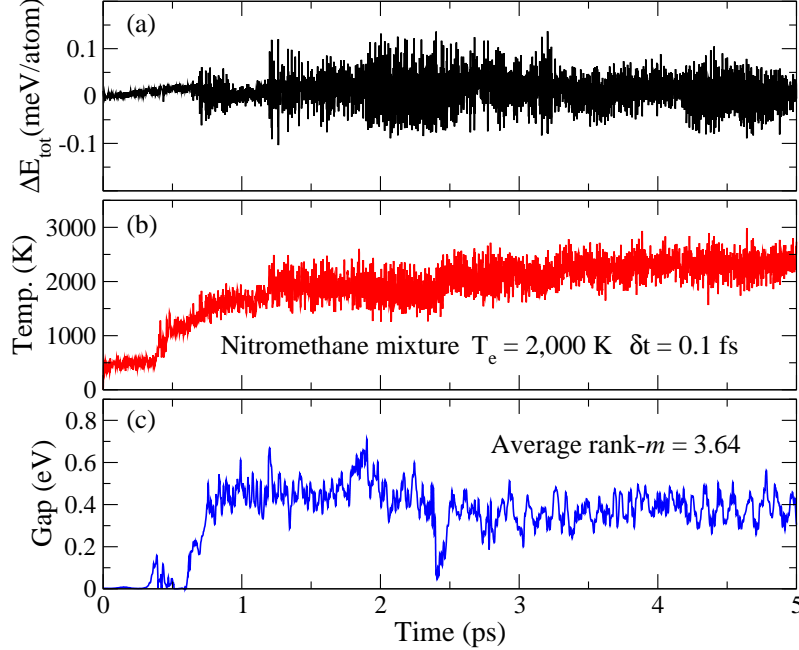 (a)
ΔE_tot (meV/atom)
0.1
0
-0.1
(b)
Temp. (K)
3000
2000
1000
0
Nitromethane mixture T_e = 2,000 K δt = 0.1 fs
(c)
Gap (eV)
0.8
0.6
0.4
0.2
0
Average rank-m = 3.64
0 1 2 3 4 5
Time (ps)